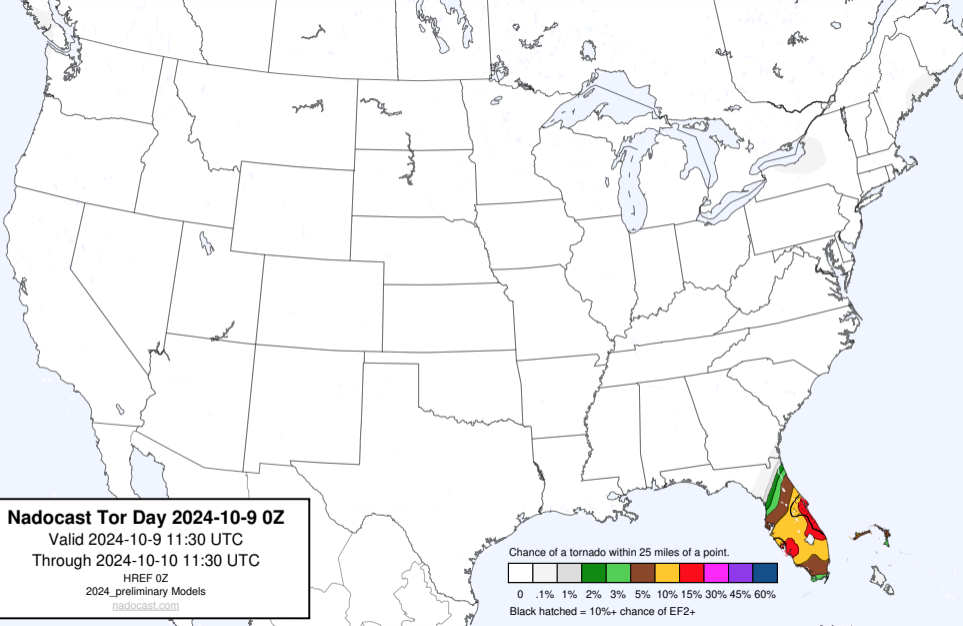 Nadocast Tor Day 2024-10-9 0Z
Valid 2024-10-9 11:30 UTC
Through 2024-10-10 11:30 UTC
HREF 0Z
2024_preliminary Models
nadocast.com
Chance of a tornado within 25 miles of a point.
0 .1% 1% 2% 3% 5% 10% 15% 30% 45% 60%
Black hatched = 10%+ chance of EF2+